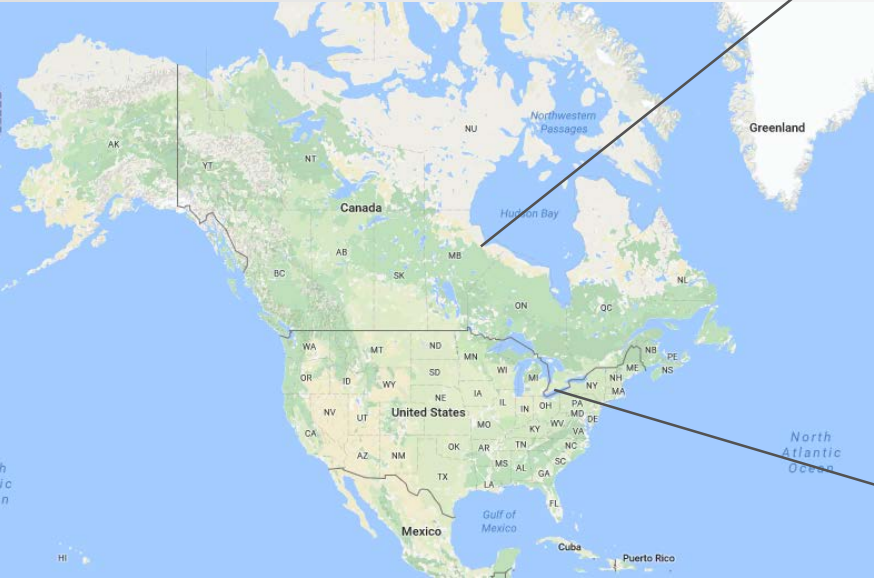 NU
Northwestern
Passages
Greenland
AK
YT
NT
Canada
Hudson Bay
AB
MB
BC
SK
NL
ON
QC
WA
MT
ND
MN
NB
PE
NS
ME
OR
ID
WY
SD
WI
MI
NY
NH
MA
NV
UT
NE
IA
IL
IN
OH
PA
MD
DE
United States
CA
MO
KY
WV
VA
North
Atlantic
Ocean
AZ
NM
OK
AR
TN
NC
TX
MS
AL
GA
SC
LA
FL
h
ic
n
Gulf of
Mexico
Mexico
Cuba
Puerto Rico
HI